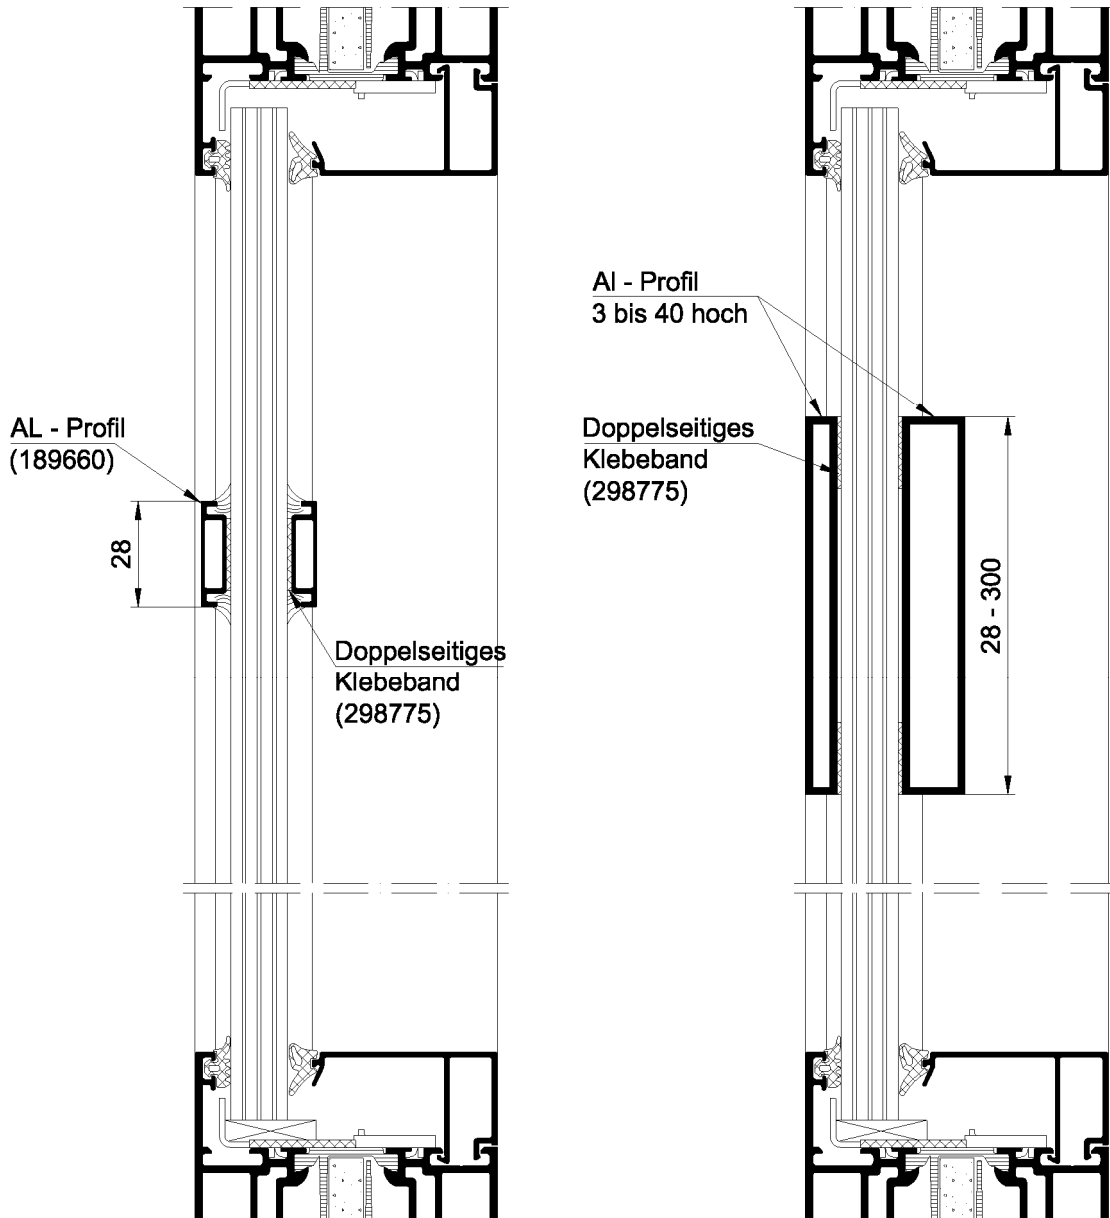 AL - Profil
(189660)
28
Doppelseitiges
Klebeband
(298775)
Al - Profil
3 bis 40 hoch
Doppelseitiges
Klebeband
(298775)
28 - 300